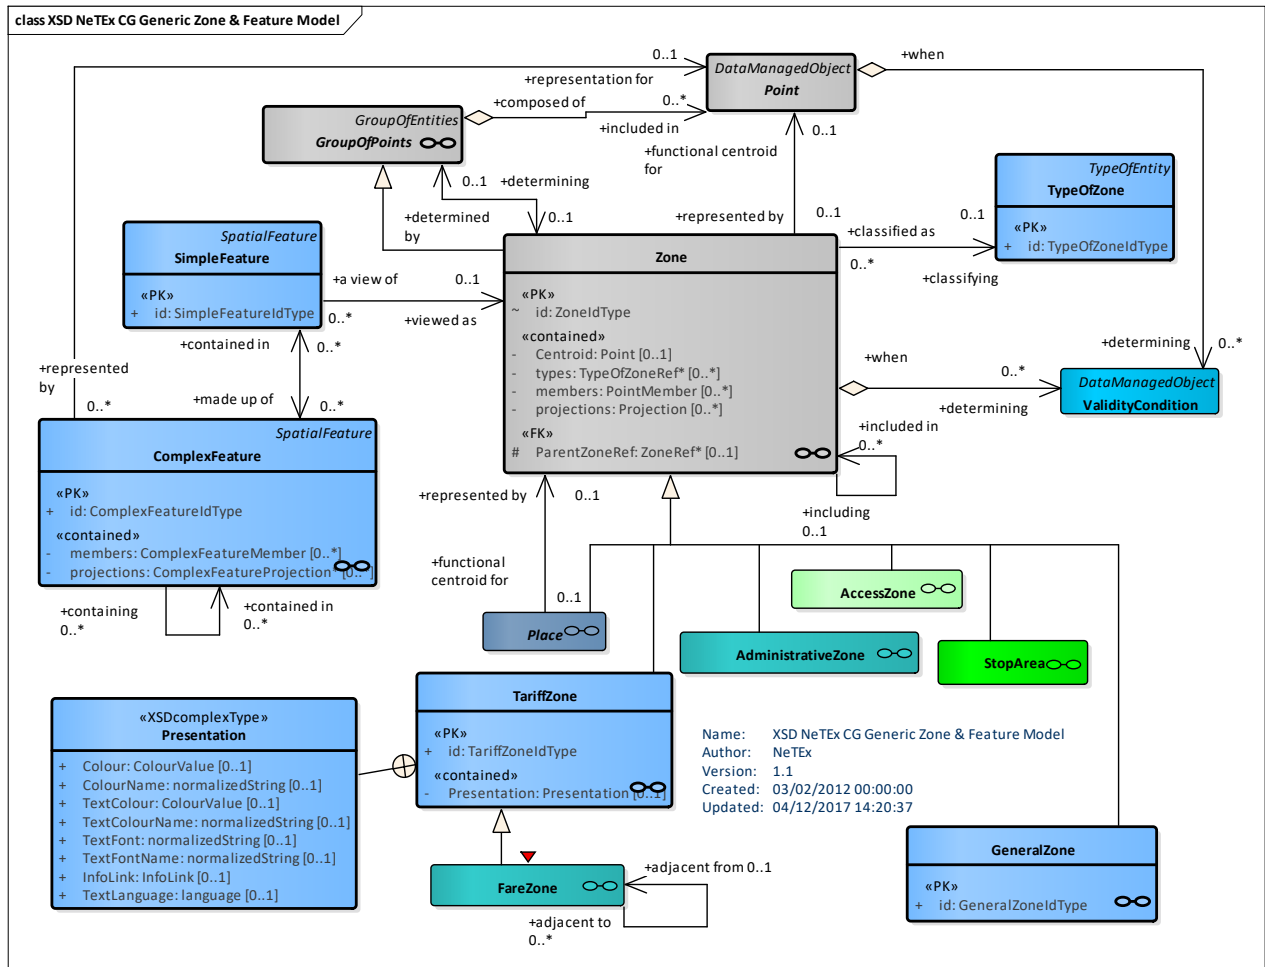 class XSD NeTEx CG Generic Zone & Feature Model
0..1
+representation for
DataManagedObject
Point
+when
+composed of
0..*
+included in
GroupOfEntities
GroupOfPoints
+functional centroid
for
0..1
0..1
+determining
+determined
by
0..1
+represented by
0..1
TypeOfEntity
TypeOfZone
«PK»
+ id: TypeOfZoneIdType
0..1
+classified as
0..*
+classifying
SpatialFeature
SimpleFeature
«PK»
+ id: SimpleFeatureIdType
+a view of
0..1
0..*
+viewed as
Zone
«PK»
~ id: ZoneIdType
«contained»
- Centroid: Point [0..1]
- types: TypeOfZoneRef* [0..*]
- members: PointMember [0..*]
- projections: Projection [0..*]
«FK»
# ParentZoneRef: ZoneRef* [0..1]
+contained in
0..*
+represented
by
0..*
+made up of
0..*
+determining
0..*
+when
0..*
+determining
DataManagedObject
ValidityCondition
+included in
0..*
+including
0..1
SpatialFeature
ComplexFeature
«PK»
+ id: ComplexFeatureIdType
«contained»
- members: ComplexFeatureMember [0..*]
- projections: ComplexFeatureProjection* [0..*]
+containing
0..*
+contained in
0..*
+represented by
0..1
+functional
centroid for
0..1
Place
AccessZone
AdministrativeZone
StopArea
TariffZone
«PK»
+ id: TariffZoneIdType
«contained»
- Presentation: Presentation [0..1]
«XSDcomplexType»
Presentation
+ Colour: ColourValue [0..1]
+ ColourName: normalizedString [0..1]
+ TextColour: ColourValue [0..1]
+ TextColourName: normalizedString [0..1]
+ TextFont: normalizedString [0..1]
+ TextFontName: normalizedString [0..1]
+ InfoLink: InfoLink [0..1]
+ TextLanguage: language [0..1]
Name: XSD NeTEx CG Generic Zone & Feature Model
Author: NeTEx
Version: 1.1
Created: 03/02/2012 00:00:00
Updated: 04/12/2017 14:20:37
GeneralZone
«PK»
+ id: GeneralZoneIdType
FareZone
+adjacent from 0..1
+adjacent to
0..*